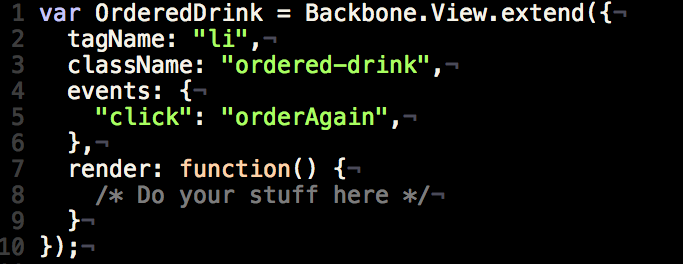 1 var OrderedDrink = Backbone.View.extend({¬
2   tagName: "li",¬
3   className: "ordered-drink",¬
4   events: {¬
5     "click": "orderAgain",¬
6   },¬
7   render: function() {¬
8     /* Do your stuff here */¬
9   }¬
10 });¬